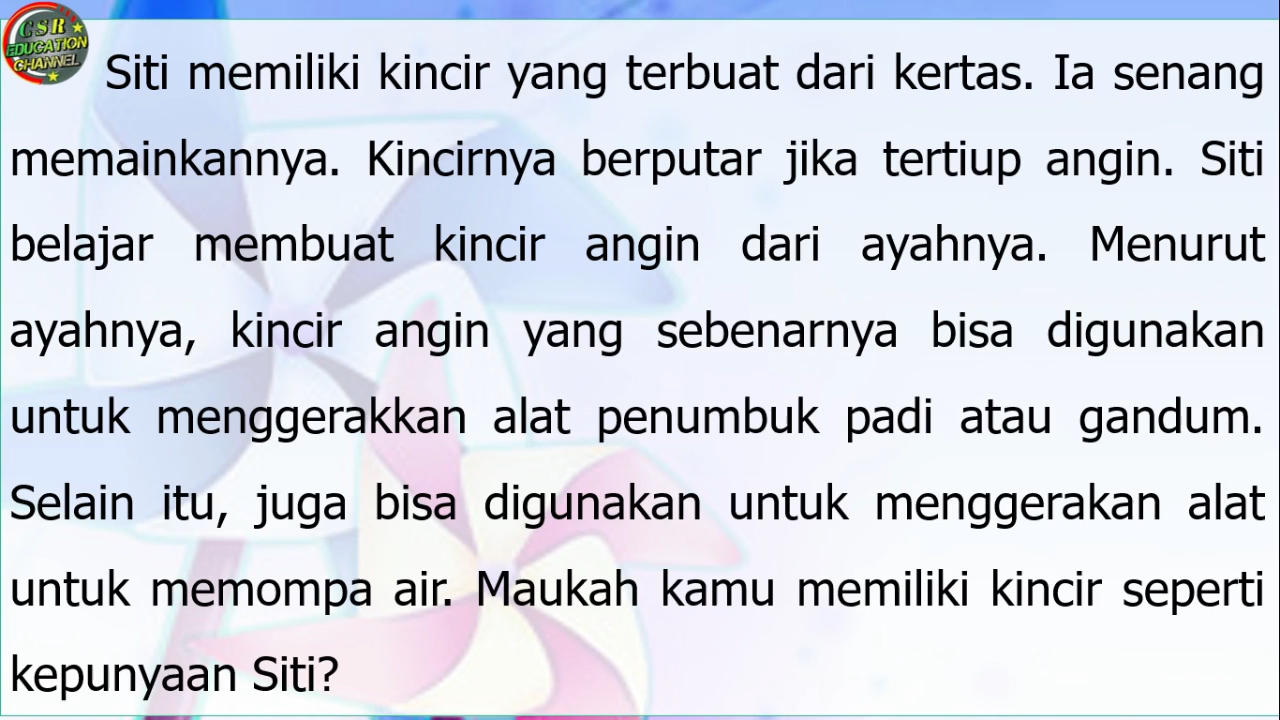 CSR
EDUCATION
CHANNEL
Siti memiliki kincir yang terbuat dari kertas. Ia senang
memainkannya. Kincirnya berputar jika tertiup angin. Siti
belajar membuat kincir angin dari ayahnya. Menurut
ayahnya, kincir angin yang sebenarnya bisa digunakan
untuk menggerakkan alat penumbuk padi atau gandum.
Selain itu, juga bisa digunakan untuk menggerakan alat
untuk memompa air. Maukah kamu memiliki kincir seperti
kepunyaan Siti?